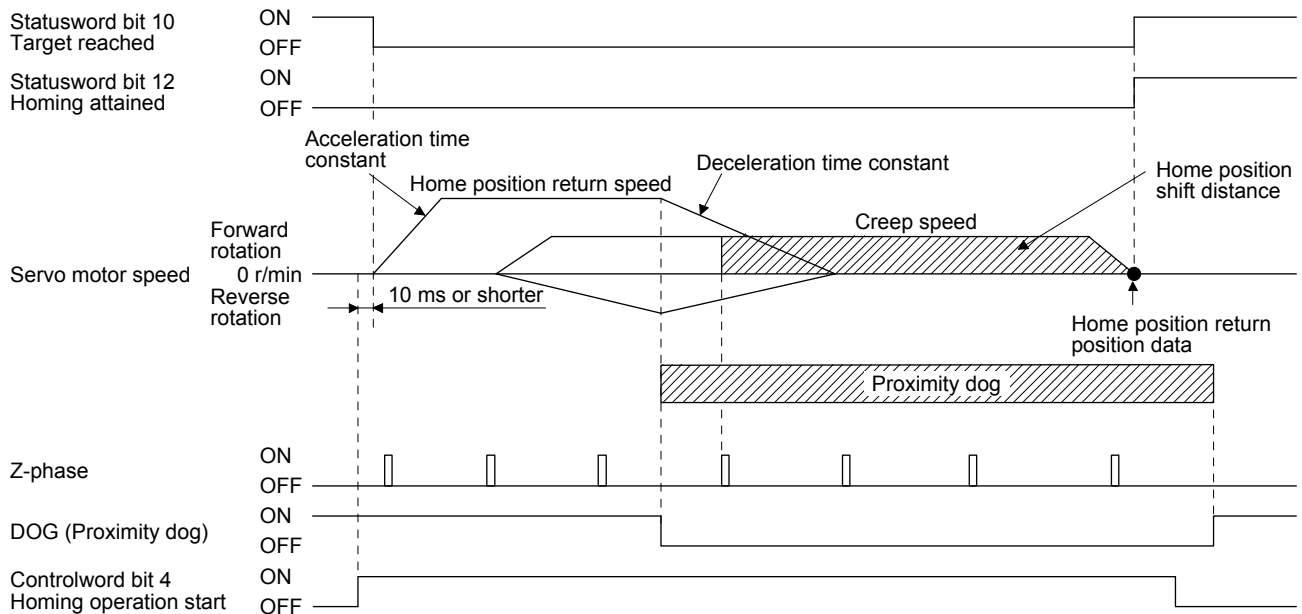 Statusword bit 10
Target reached
ON
OFF
Statusword bit 12
Homing attained
ON
OFF
Acceleration time
constant
Home position return speed
Deceleration time constant
Home position
shift distance
Creep speed
Forward
rotation
Servo motor speed
0 r/min
Reverse
rotation
10 ms or shorter
Home position return
position data
Proximity dog
Z-phase
ON
OFF
DOG (Proximity dog)
ON
OFF
Controlword bit 4
Homing operation start
ON
OFF